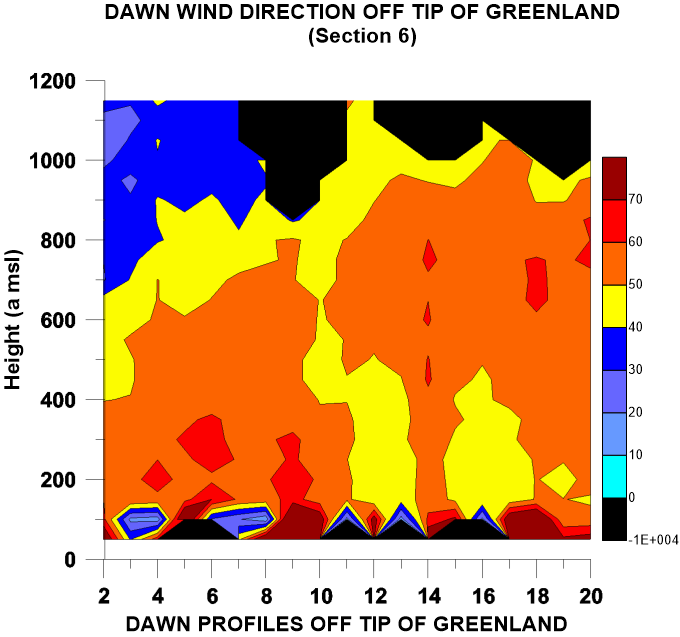 DAWN WIND DIRECTION OFF TIP OF GREENLAND
(Section 6)
1200
1000
800
600
400
200
0
Height (a msl)
2 4 6 8 10 12 14 16 18 20
DAWN PROFILES OFF TIP OF GREENLAND
70
60
50
40
30
20
10
0
-1E+004